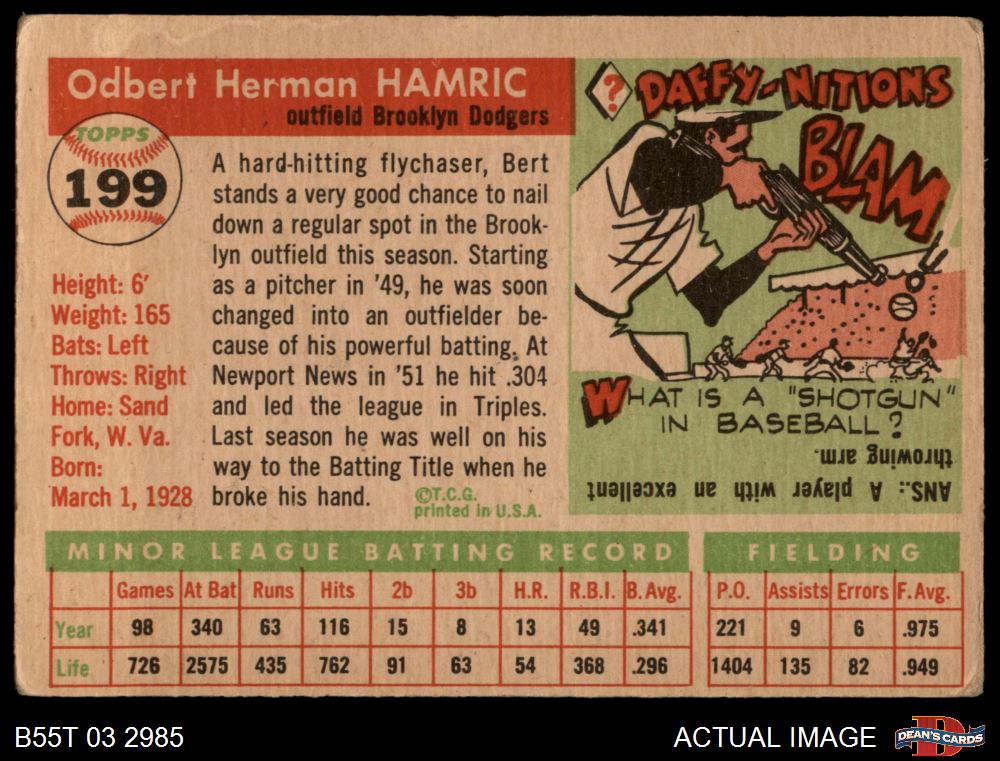 Odbert Herman HAMRIC
outfield Brooklyn Dodgers
TOPPS
199
Height: 6'
Weight: 165
Bats: Left
Throws: Right
Home: Sand
Fork, W. Va.
Born:
March 1, 1928
A hard-hitting flychaser, Bert
stands a very good chance to nail
down a regular spot in the Brook-
lyn outfield this season. Starting
as a pitcher in '49, he was soon
changed into an outfielder be-
cause of his powerful batting. At
Newport News in '51 he hit .304
and led the league in Triples.
Last season he was well on his
way to the Batting Title when he
broke his hand.
©T.C.G.
printed in U.S.A.
?
DAFFY-NITIONS
BLAM
WHAT IS A "SHOTGUN"
IN BASEBALL?
ANS.: A player with an excellent
throwing arm.
MINOR LEAGUE BATTING RECORD
Games At Bat Runs Hits 2b 3b H.R. R.B.I. B. Avg.
Year 98 340 63 116 15 8 13 49 .341
Life 726 2575 435 762 91 63 54 368 .296
FIELDING
P.O. Assists Errors F. Avg.
221 9 6 .975
1404 135 82 .949
B55T 03 2985
ACTUAL IMAGE
D
DEAN'S CARDS